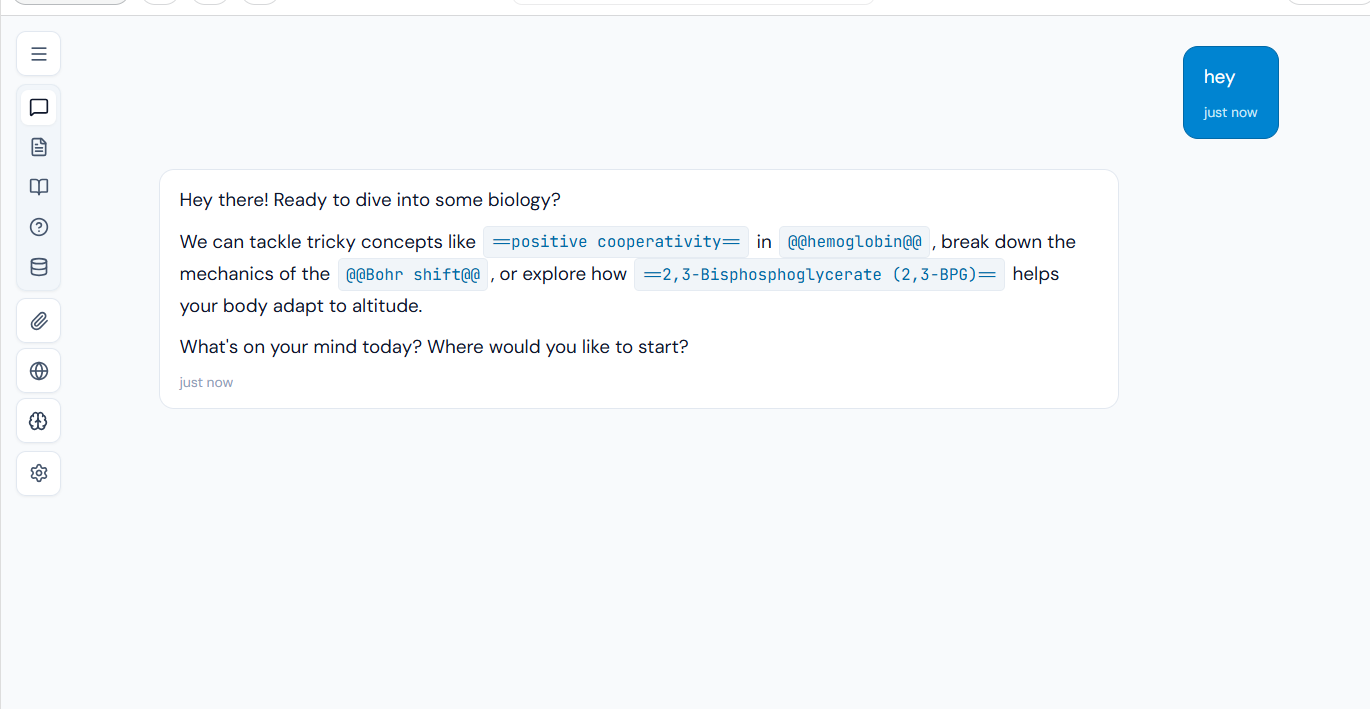 hey
just now
Hey there! Ready to dive into some biology?
We can tackle tricky concepts like ==positive cooperativity== in @@hemoglobin@@, break down the
mechanics of the @@Bohr shift@@, or explore how ==2,3-Bisphosphoglycerate (2,3-BPG)== helps
your body adapt to altitude.
What's on your mind today? Where would you like to start?
just now